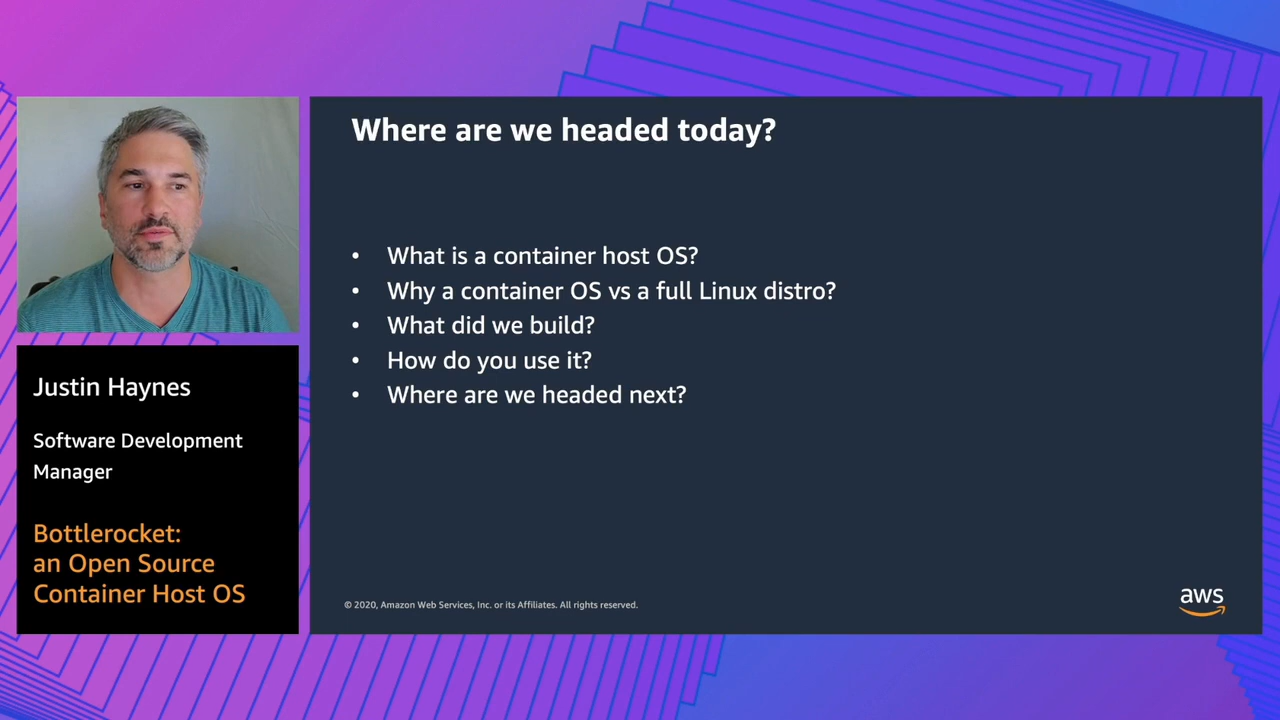 Where are we headed today?
• What is a container host OS?
• Why a container OS vs a full Linux distro?
• What did we build?
• How do you use it?
• Where are we headed next?
Justin Haynes
Software Development
Manager
Bottlerocket:
an Open Source
Container Host OS
© 2020, Amazon Web Services, Inc. or its Affiliates. All rights reserved.
aws